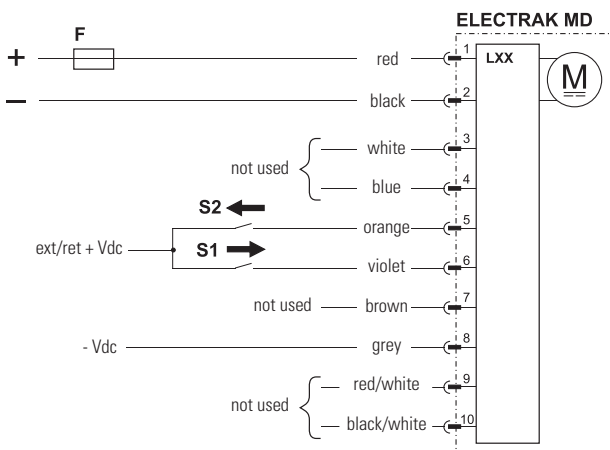 ELECTRAK MD
F
+ red 1 LXX M
– black 2
white 3
not used
blue 4
S2
orange 5
ext/ret + Vdc S1
violet 6
not used brown 7
- Vdc grey 8
red/white 9
not used
black/white 10